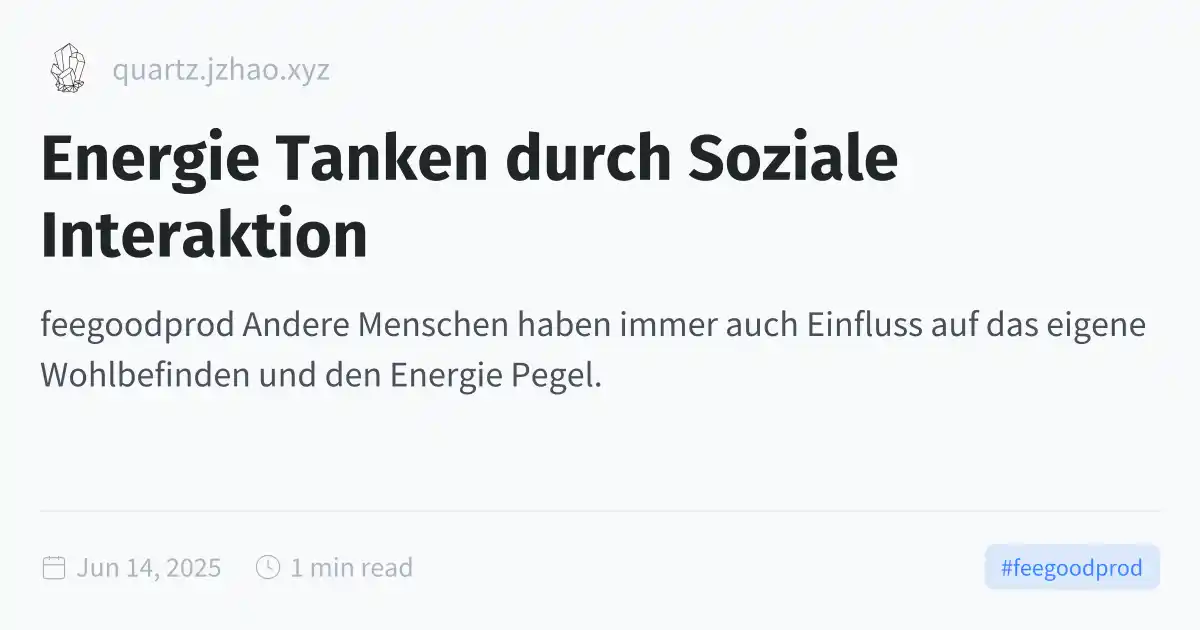 quartz.jzhao.xyz
Energie Tanken durch Soziale
Interaktion
feegoodprod Andere Menschen haben immer auch Einfluss auf das eigene
Wohlbefinden und den Energie Pegel.
Jun 14, 2025 1 min read #feegoodprod